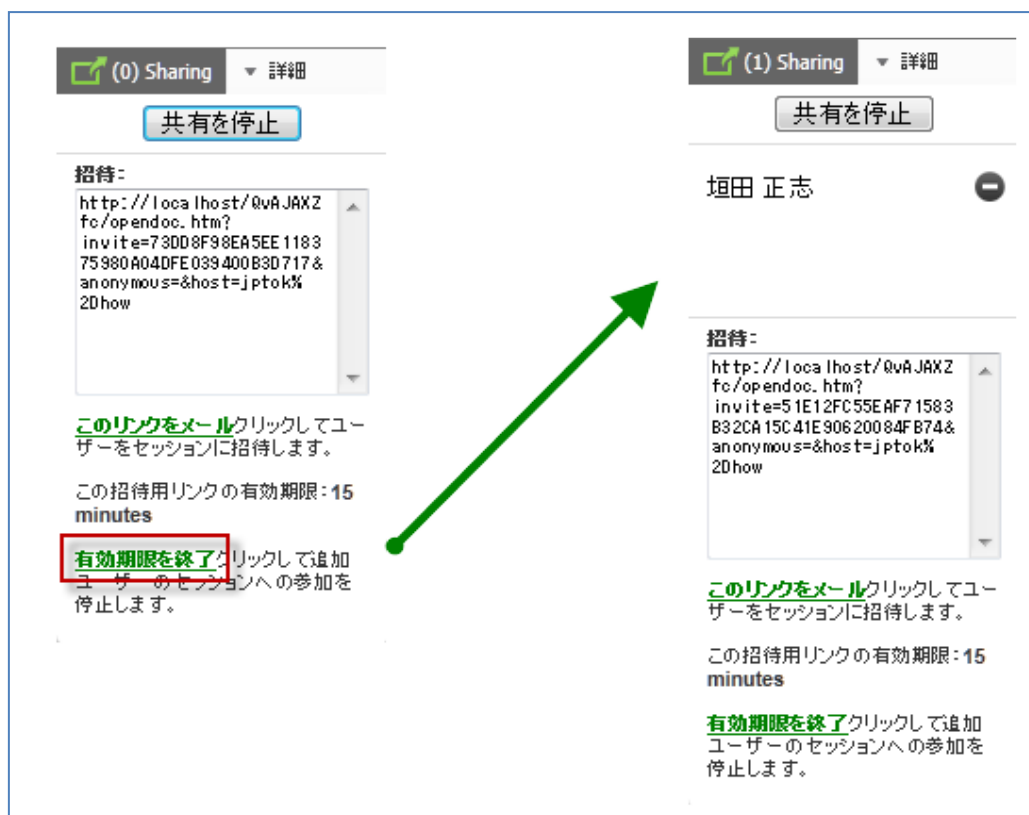 (0) Sharing ▼ 詳細
共有を停止
招待:
http://localhost/QvAJAXZ
fc/opendoc.htm?
invite=73DD8F98EA5EE1183
75980A04DFE039400B3D717&
anonymous=&host=jptok%
2Dhow
このリンクをメールクリックしてユー
ザーをセッションに招待します。
この招待用リンクの有効期限:15
minutes
有効期限を終了クリックして追加
ユーザーのセッションへの参加を
停止します。
(1) Sharing ▼ 詳細
共有を停止
垣田 正志
招待:
http://localhost/QvAJAXZ
fc/opendoc.htm?
invite=51E12FC55EAF71583
B32CA15C41E90620084FB74&
anonymous=&host=jptok%
2Dhow
このリンクをメールクリックしてユー
ザーをセッションに招待します。
この招待用リンクの有効期限:15
minutes
有効期限を終了クリックして追加
ユーザーのセッションへの参加を
停止します。